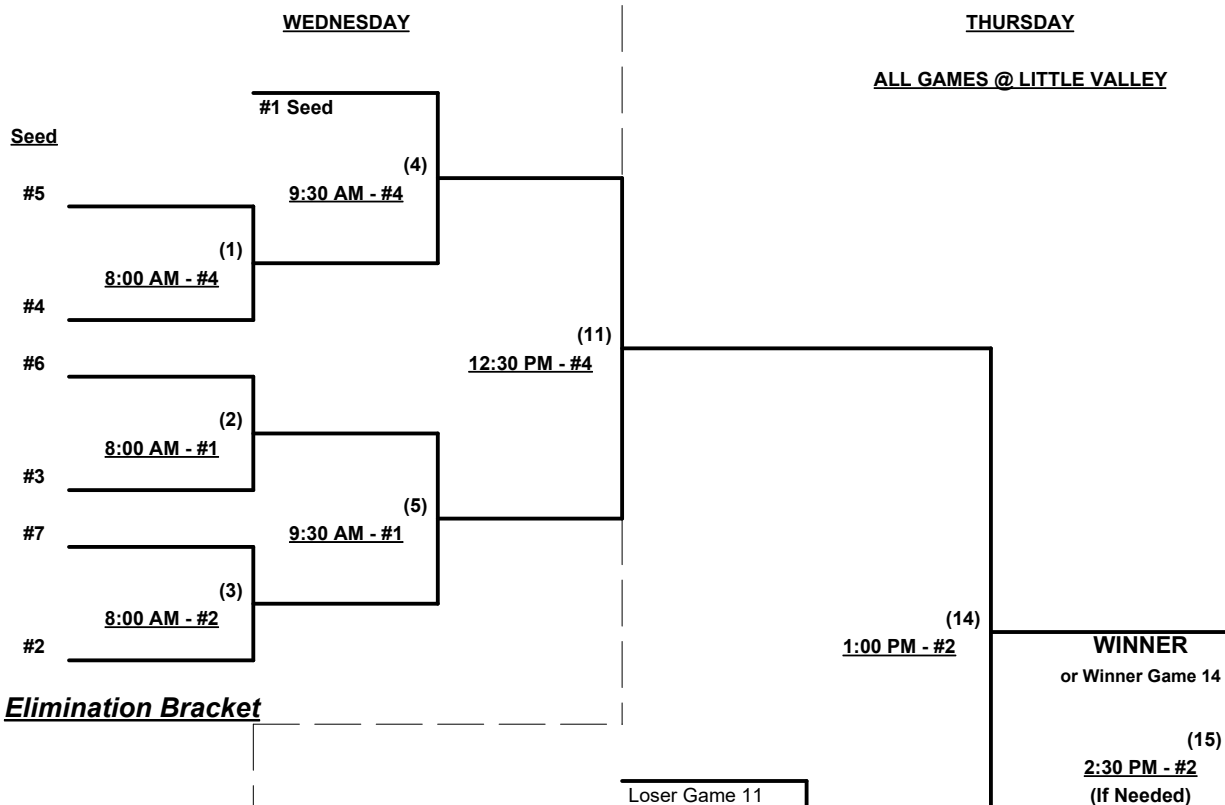 WEDNESDAY
THURSDAY
ALL GAMES @ LITTLE VALLEY
#1 Seed
Seed
(4)
9:30 AM - #4
#5
(1)
8:00 AM - #4
#4
(11)
12:30 PM - #4
#6
(2)
8:00 AM - #1
#3
(5)
9:30 AM - #1
#7
(3)
8:00 AM - #2
#2
(14)
1:00 PM - #2
WINNER
or Winner Game 14
Elimination Bracket
(15)
2:30 PM - #2
(If Needed)
Loser Game 11